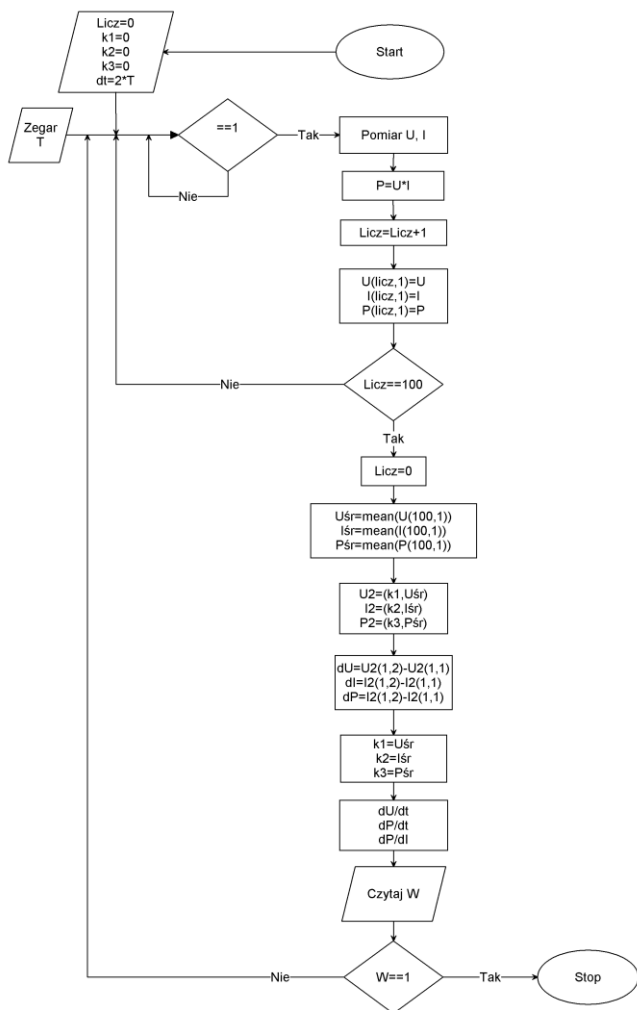 Licz=0
k1=0
k2=0
k3=0
dt=2*T
Start
Zegar
T
==1
Tak
Pomiar U, I
Nie
P=U*I
Licz=Licz+1
U(licz,1)=U
I(licz,1)=I
P(licz,1)=P
Nie
Licz==100
Tak
Licz=0
Uśr=mean(U(100,1))
Iśr=mean(I(100,1))
Pśr=mean(P(100,1))
U2=(k1,Uśr)
I2=(k2,Iśr)
P2=(k3,Pśr)
dU=U2(1,2)-U2(1,1)
dI=I2(1,2)-I2(1,1)
dP=I2(1,2)-I2(1,1)
k1=Uśr
k2=Iśr
k3=Pśr
dU/dt
dP/dt
dP/dI
Czytaj W
Nie
W==1
Tak
Stop